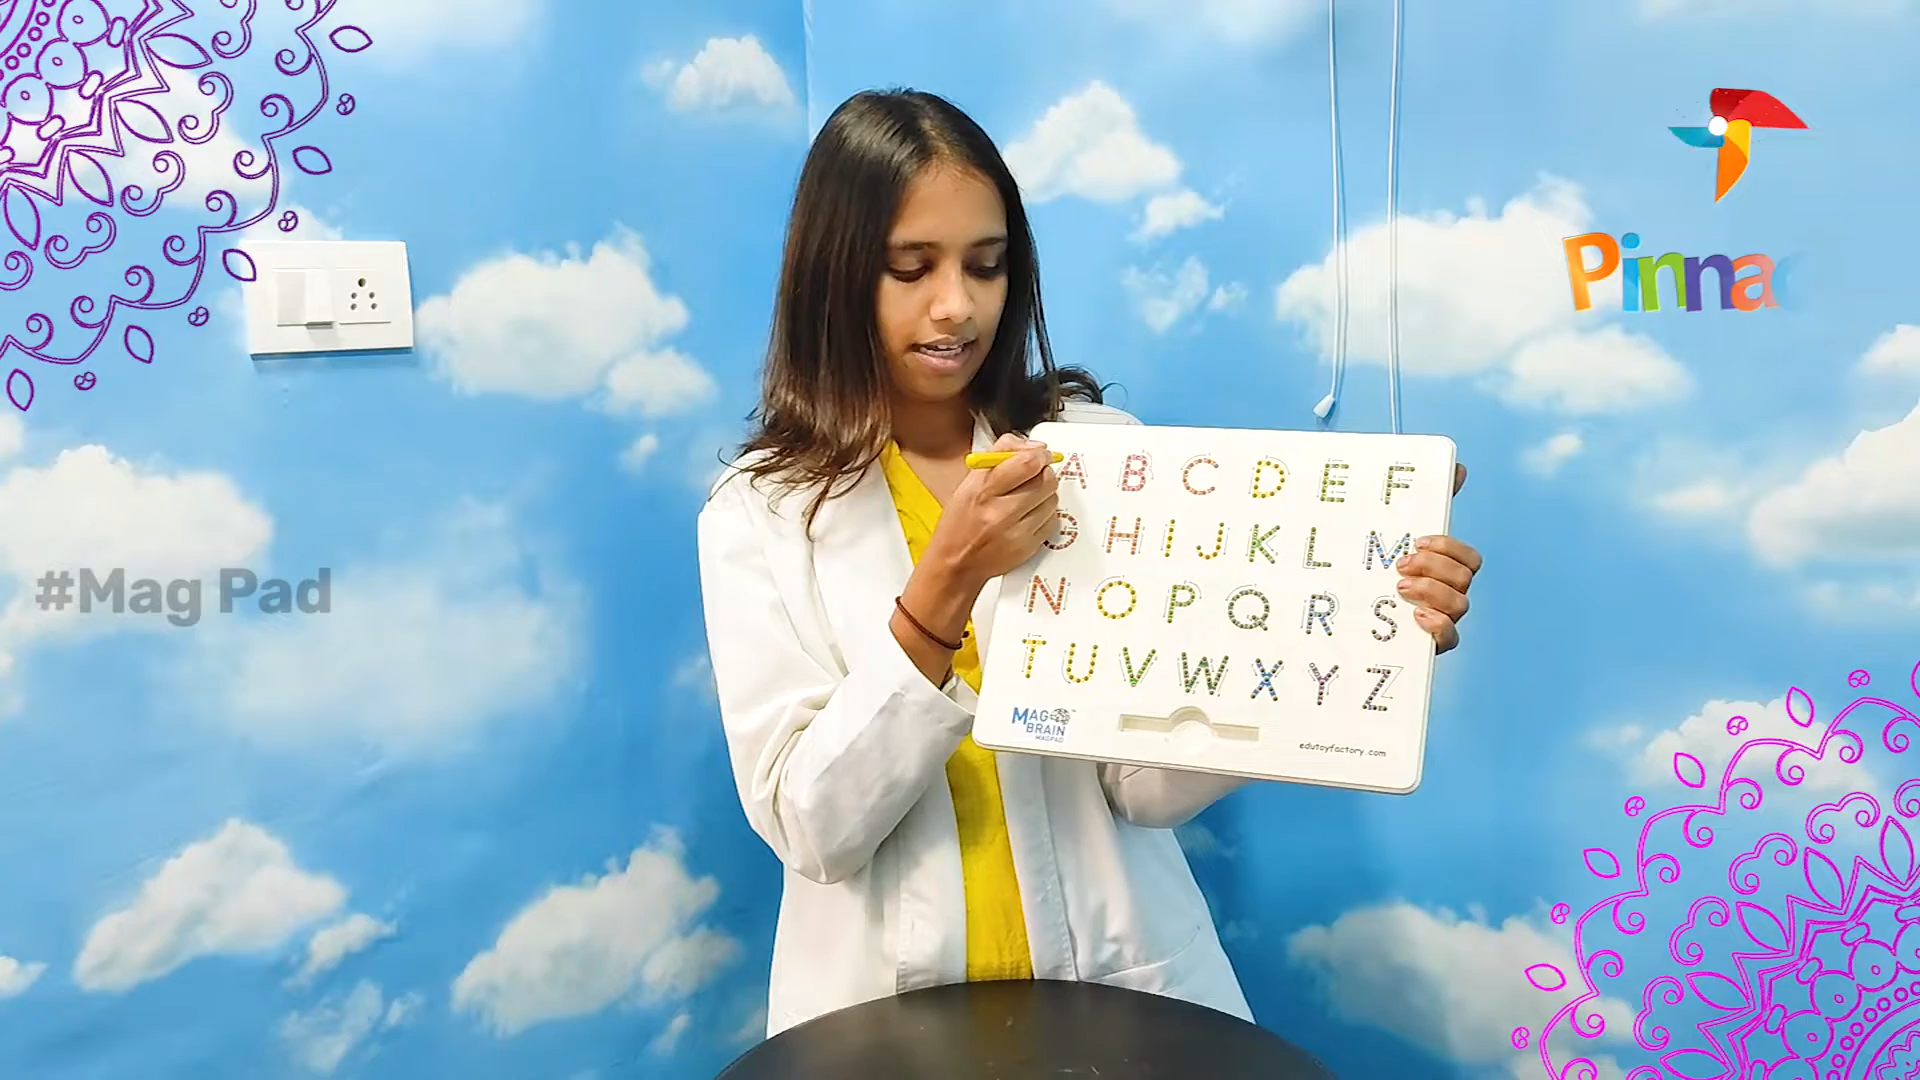 Pinna
#Mag Pad
A B C D E F
G H I J K L M
N O P Q R S
T U V W X Y Z
MAG
BRAIN
MAGPAD
edutoyfactory.com